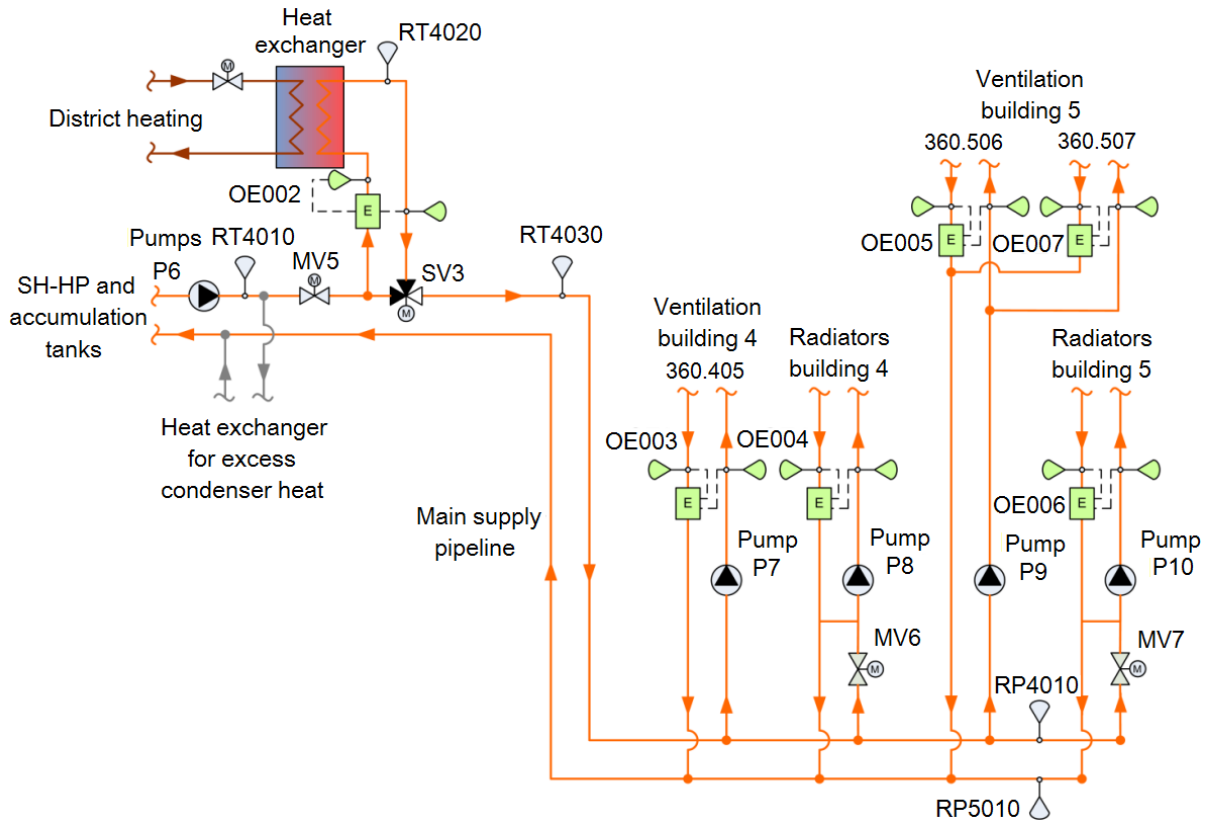 Heat
exchanger
RT4020
M
District heating
OE002
E
Pumps
P6
RT4010
MV5
M
SV3
M
RT4030
SH-HP and
accumulation
tanks
Heat exchanger
for excess
condenser heat
Main supply
pipeline
Ventilation
building 4
360.405
Radiators
building 4
Ventilation
building 5
360.506
360.507
OE005
E
OE007
E
Radiators
building 5
OE003
E
OE004
E
OE006
E
Pump
P7
Pump
P8
Pump
P9
Pump
P10
MV6
M
MV7
M
RP4010
RP5010